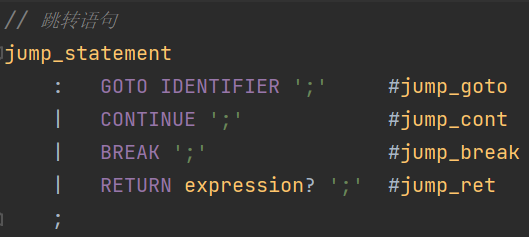 // 跳转语句
jump_statement
    :   GOTO IDENTIFIER ';'     #jump_goto
    |   CONTINUE ';'            #jump_cont
    |   BREAK ';'               #jump_break
    |   RETURN expression? ';'  #jump_ret
    ;